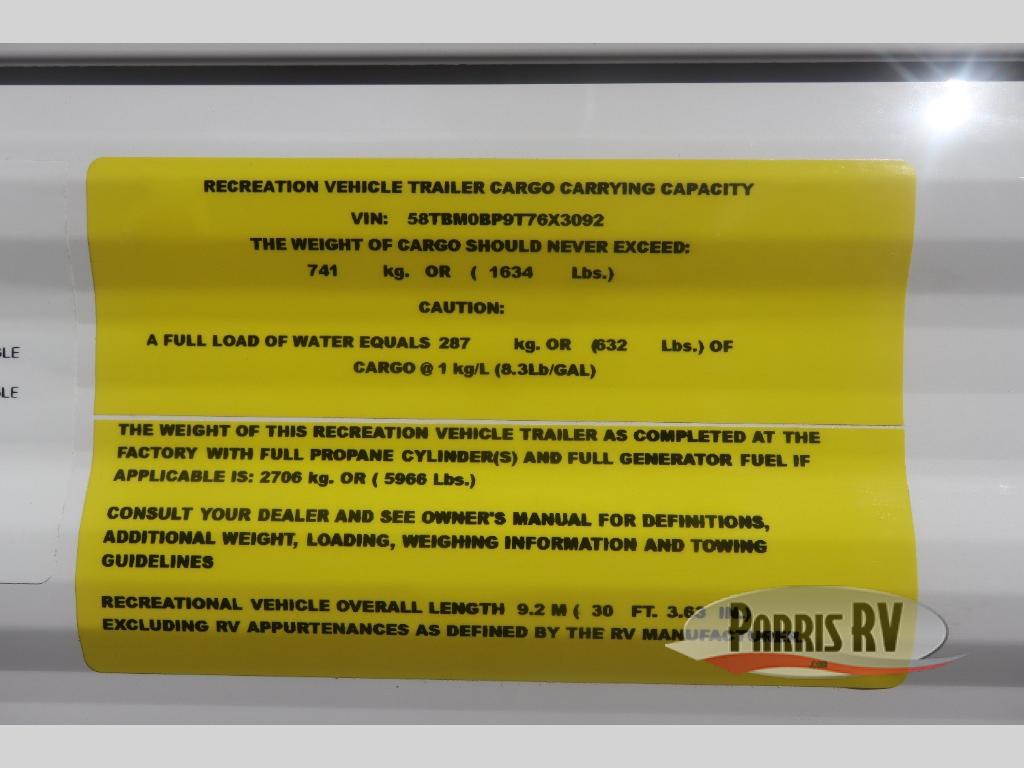 RECREATION VEHICLE TRAILER CARGO CARRYING CAPACITY
VIN: 58TBM0BP9T76X3092
THE WEIGHT OF CARGO SHOULD NEVER EXCEED:
741 kg. OR ( 1634 Lbs.)
CAUTION:
A FULL LOAD OF WATER EQUALS 287 kg. OR (632 Lbs.) OF
CARGO @ 1 kg/L (8.3Lb/GAL)
THE WEIGHT OF THIS RECREATION VEHICLE TRAILER AS COMPLETED AT THE
FACTORY WITH FULL PROPANE CYLINDER(S) AND FULL GENERATOR FUEL IF
APPLICABLE IS: 2706 kg. OR ( 5966 Lbs.)
CONSULT YOUR DEALER AND SEE OWNER'S MANUAL FOR DEFINITIONS,
ADDITIONAL WEIGHT, LOADING, WEIGHING INFORMATION AND TOWING
GUIDELINES
RECREATIONAL VEHICLE OVERALL LENGTH 9.2 M ( 30 FT. 3.63 IN.)
EXCLUDING RV APPURTENANCES AS DEFINED BY THE RV MANUFACTURER.
PARRIS RV
.com